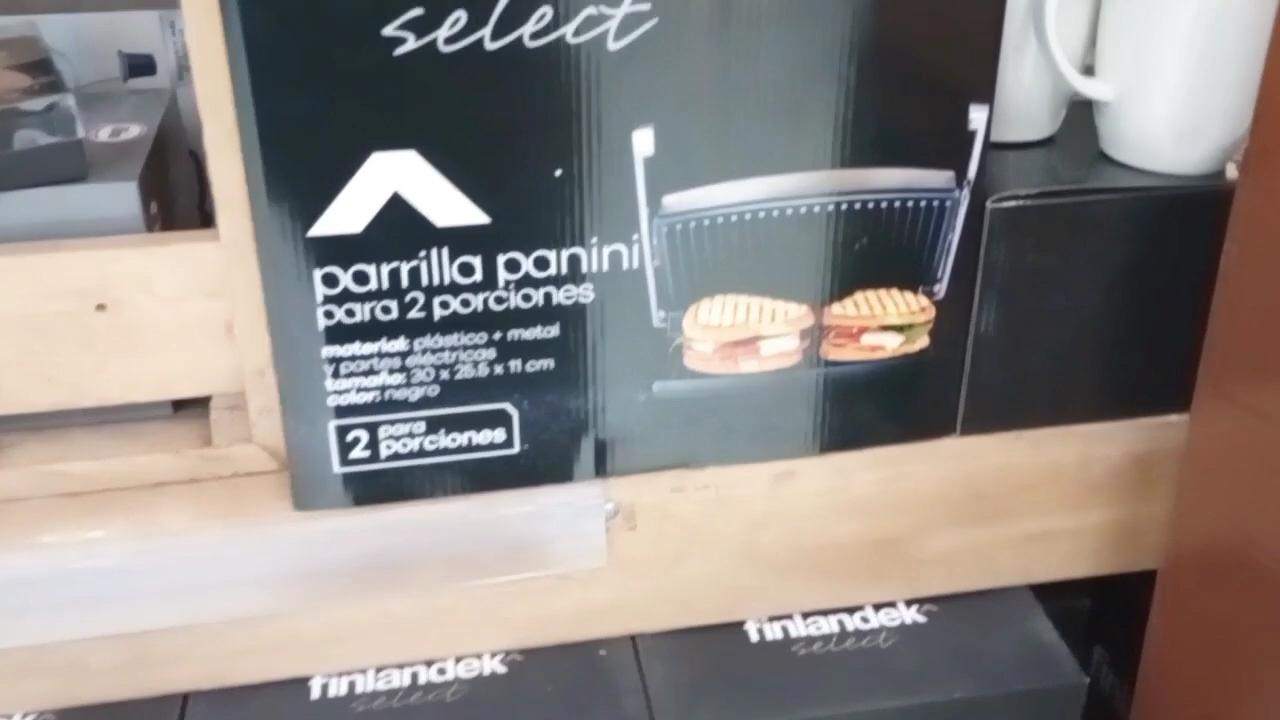 select
parrilla panini
para 2 porciones
material: plástico + metal
y partes eléctricas
tamaño: 30 x 25.5 x 11 cm
color: negro
2 para
porciones
finlandek
select
finlandek
select